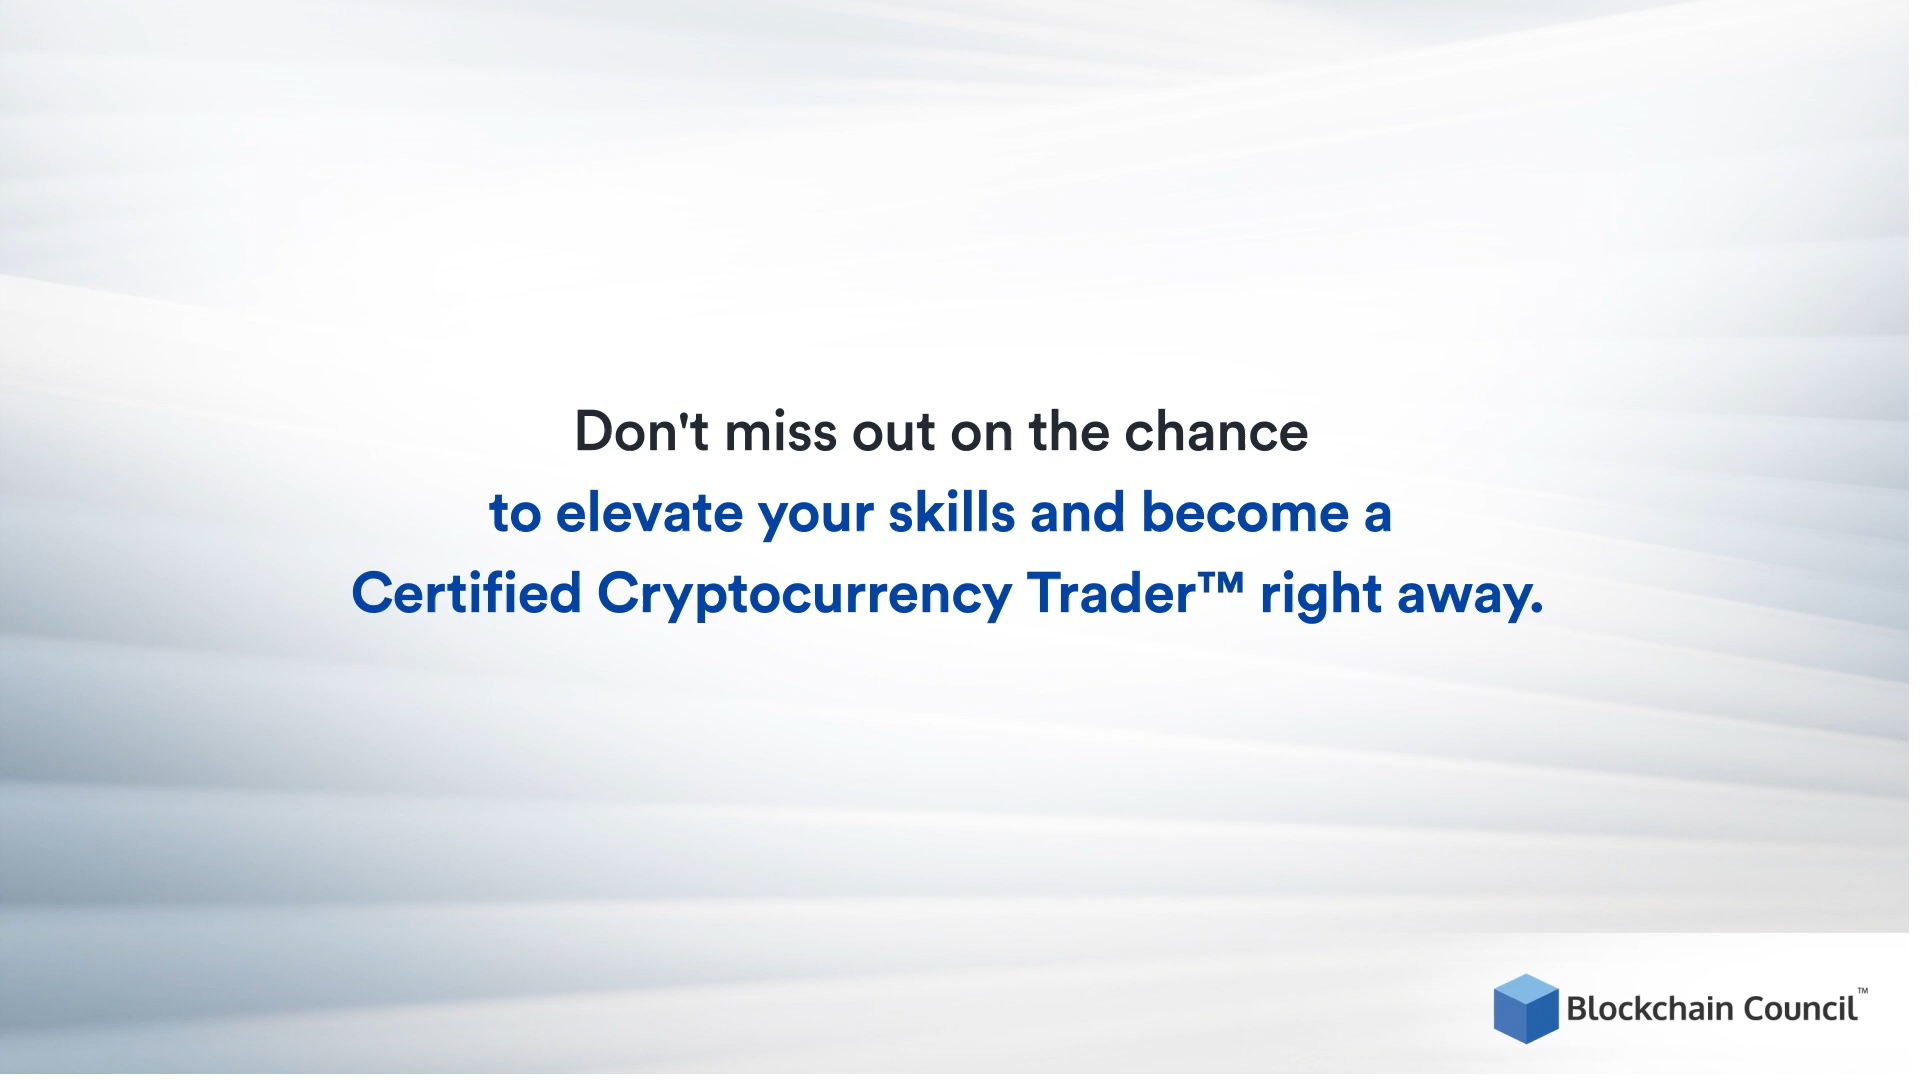 Don't miss out on the chance
to elevate your skills and become a
Certified Cryptocurrency Trader™ right away.
Blockchain Council™